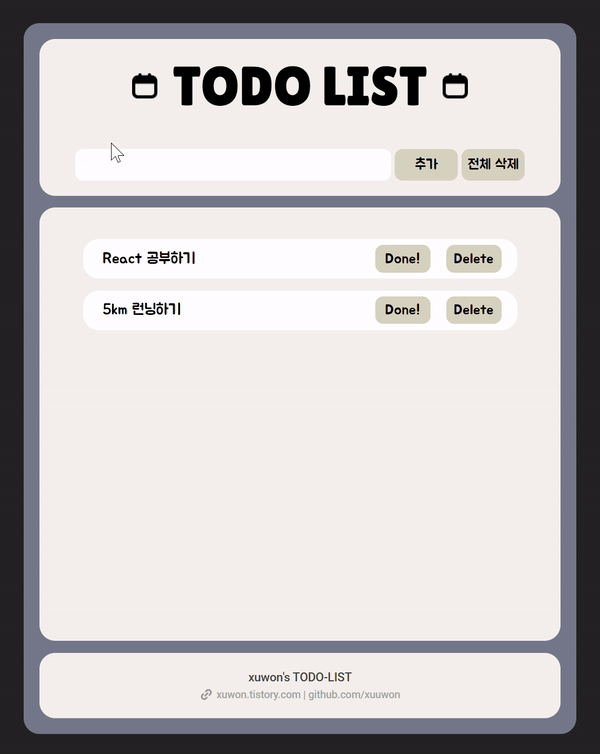 TODO LIST
추가 전체 삭제
React 공부하기 Done! Delete
5km 런닝하기 Done! Delete
xuwon's TODO-LIST
xuwon.tistory.com | github.com/xuuwon